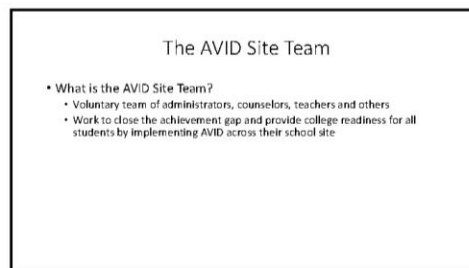 The AVID Site Team
• What is the AVID Site Team?
• Voluntary team of administrators, counselors, teachers and others
• Work to close the achievement gap and provide college readiness for all
students by implementing AVID across their school site